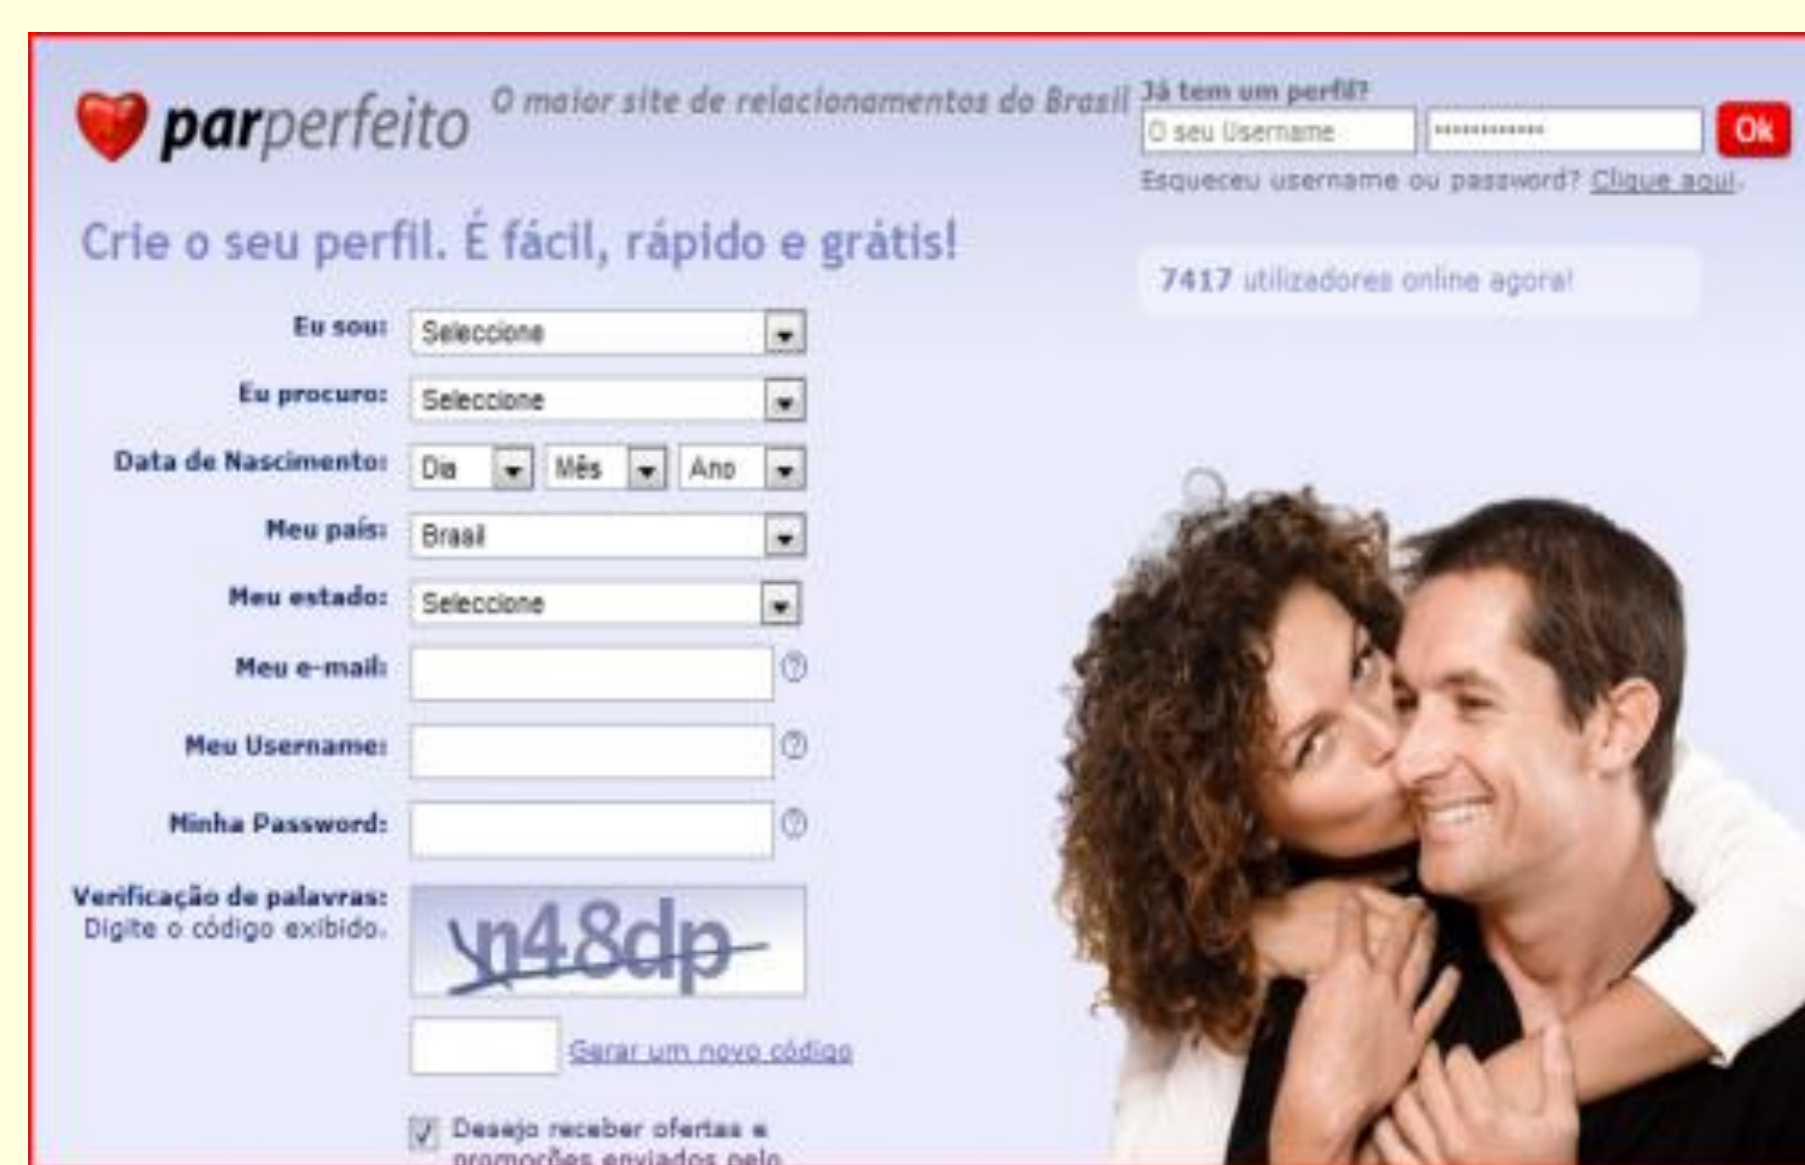 parperfeito
O maior site de relacionamentos do Brasil
Já tem um perfil?
O seu Username
Ok
Esqueceu username ou password? Clique aqui.
Crie o seu perfil. É fácil, rápido e grátis!
7417 utilizadores online agora!
Eu sou: Seleccione
Eu procuro: Seleccione
Data de Nascimento: Dia Mês Ano
Meu país: Brasil
Meu estado: Seleccione
Meu e-mail:
Meu Username:
Minha Password:
Verificação de palavras:
Digite o código exibido.
Gerar um novo código
Desejo receber ofertas e
promoções enviados pelo